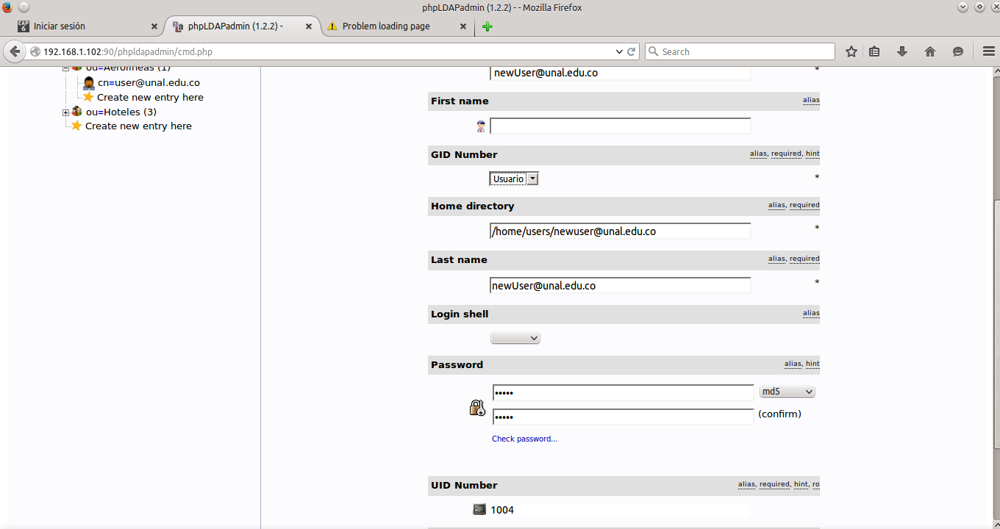 phpLDAPadmin (1.2.2) - - Mozilla Firefox
EAP 6 Iniciar sesión
phpLDAPadmin (1.2.2) -
Problem loading page
192.168.1.102:90/phpldapadmin/cmd.php
Search
ou=Aerolineas (1)
cn=user@unal.edu.co
Create new entry here
ou=Hoteles (3)
Create new entry here
newUser@unal.edu.co *
First name alias
GID Number alias, required, hint
Usuario *
Home directory alias, required
/home/users/newuser@unal.edu.co *
Last name alias, required
newUser@unal.edu.co *
Login shell alias
Password alias, hint
••••• md5
••••• (confirm)
Check password...
UID Number alias, required, hint, ro
1004